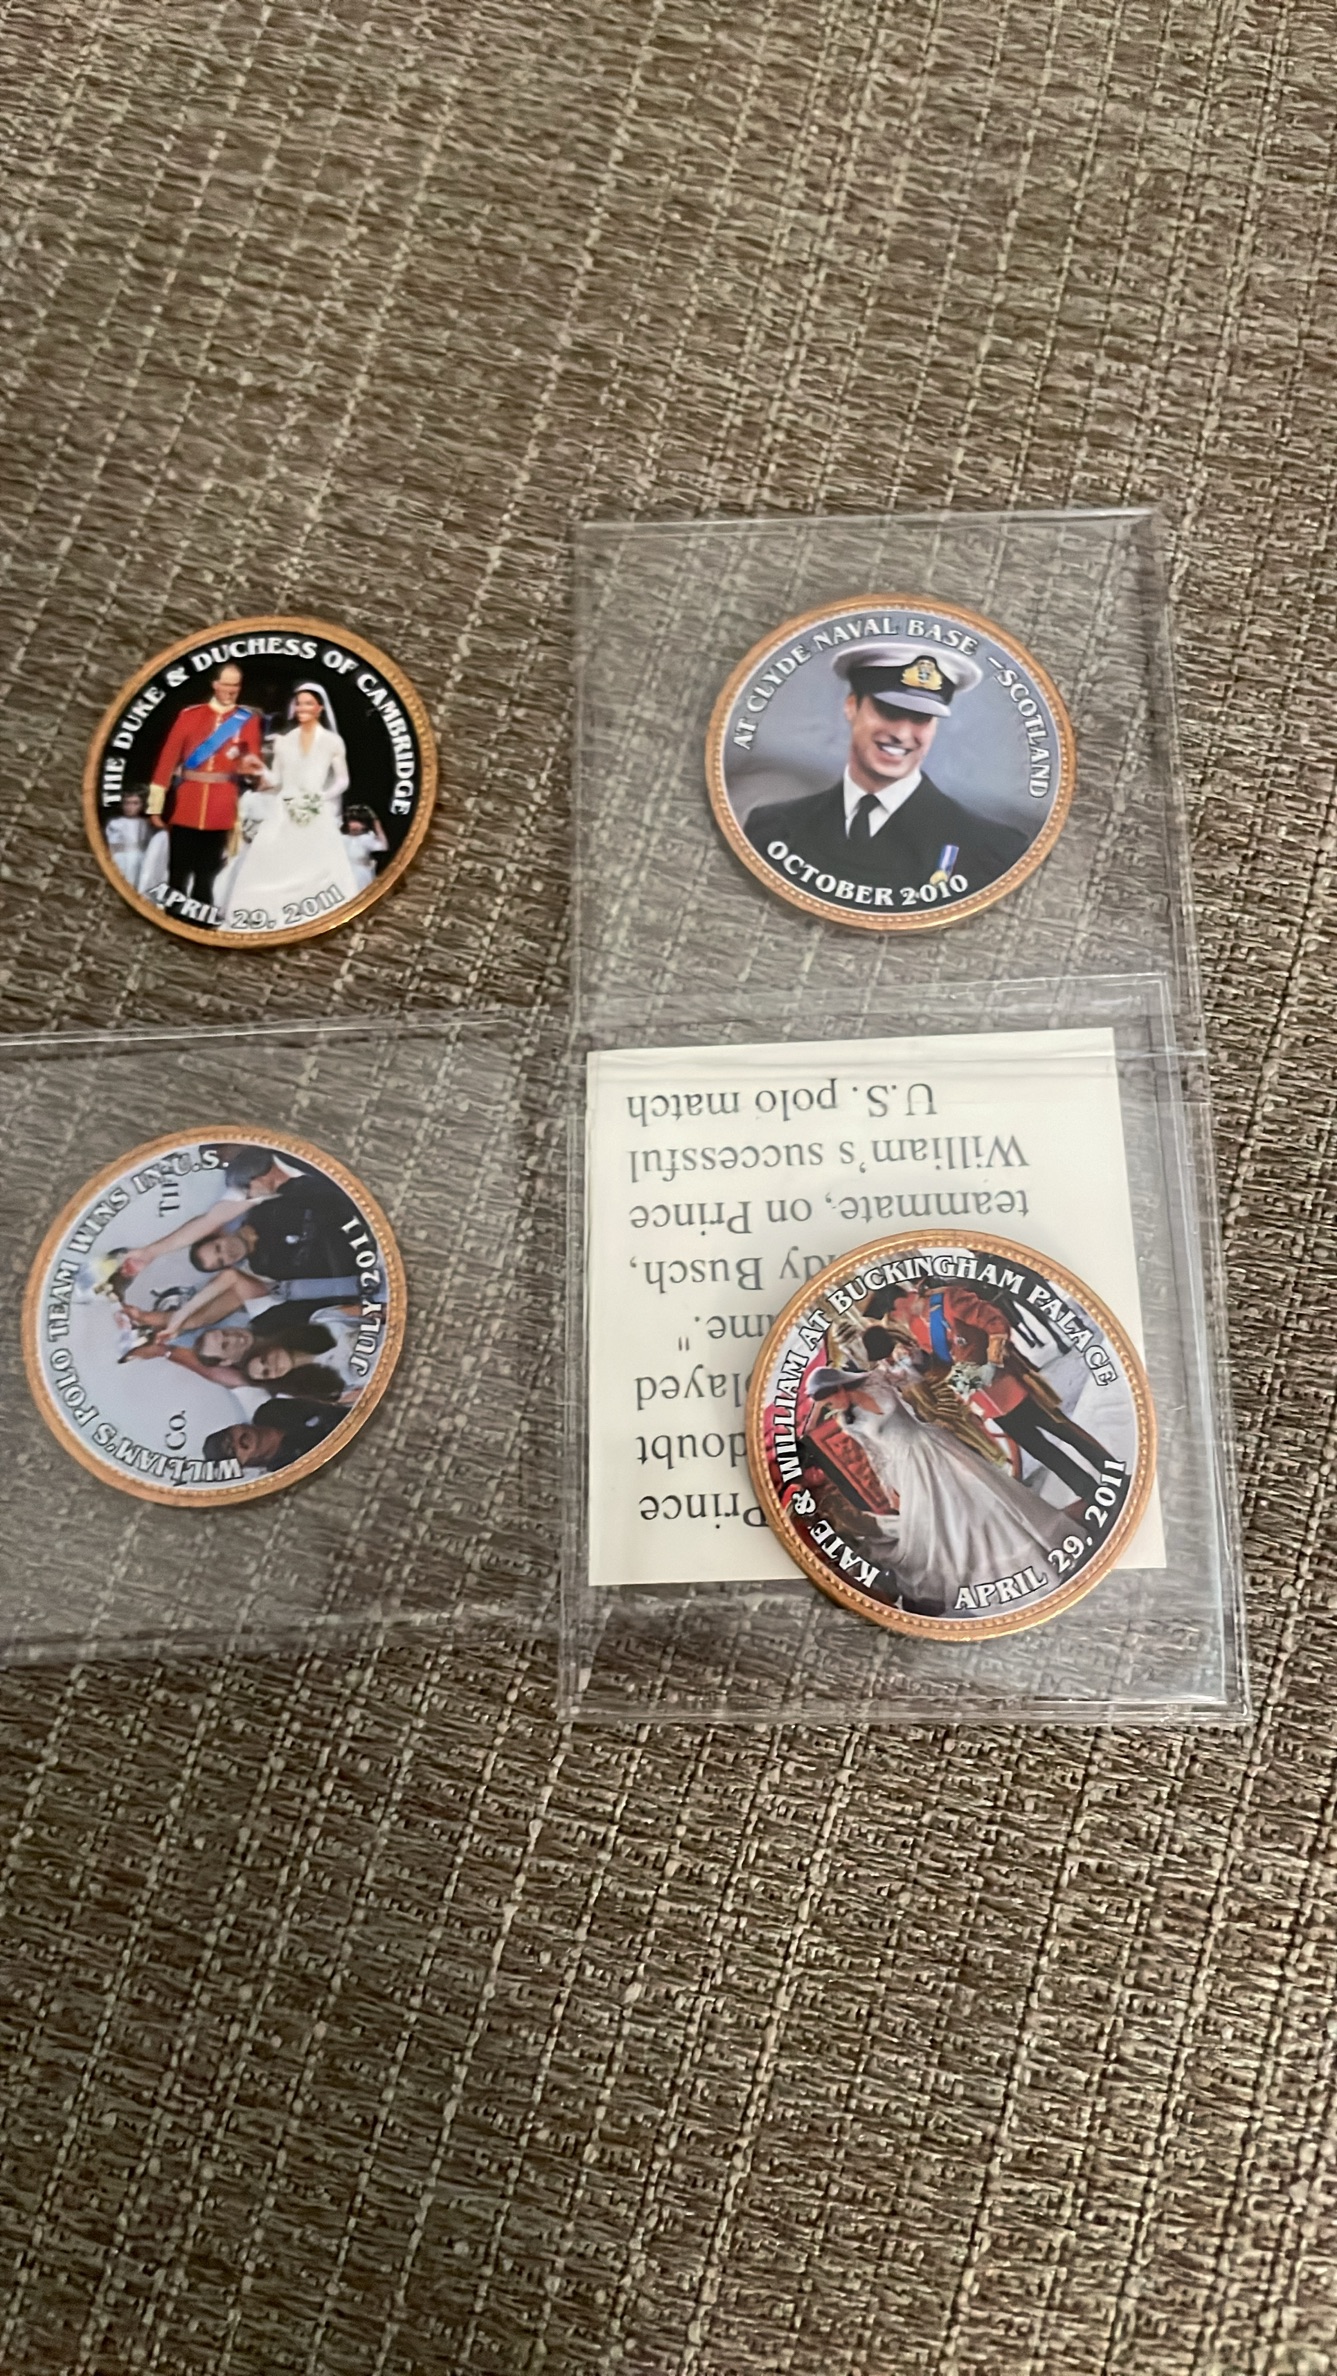 THE DUKE & DUCHESS OF CAMBRIDGE
APRIL 29, 2011
AT CLYDE NAVAL BASE –SCOTLAND
OCTOBER 2010
WILLIAM'S POLO TEAM WINS IN U.S.
JULY 2011
Co.
Prince
doubt
played
Busch,
teammate, on Prince
William's successful
U.S. polo match
KATE & WILLIAM AT BUCKINGHAM PALACE
APRIL 29, 2011